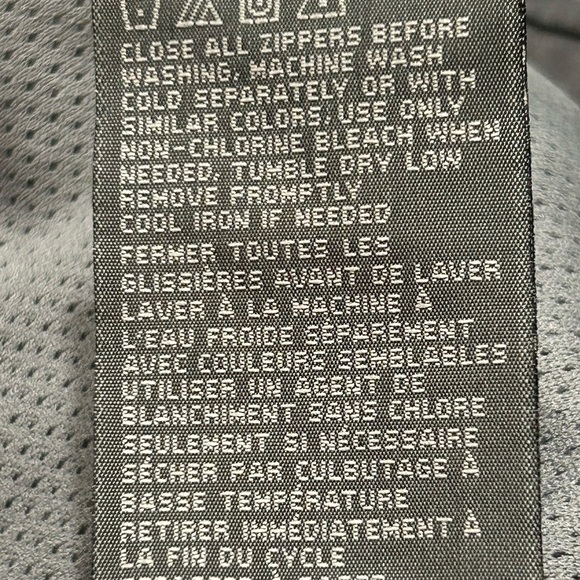 CLOSE ALL ZIPPERS BEFORE
WASHING, MACHINE WASH
COLD SEPARATELY OR WITH
SIMILAR COLORS, USE ONLY
NON-CHLORINE BLEACH WHEN
NEEDED, TUMBLE DRY LOW
REMOVE PROMPTLY
COOL IRON IF NEEDED
FERMER TOUTES LES
GLISSIÈRES AVANT DE LAVER
LAVER À LA MACHINE À
L'EAU FROIDE SÉPARÉMENT
AVEC COULEURS SEMBLABLES
UTILISER UN AGENT DE
BLANCHIMENT SANS CHLORE
SEULEMENT SI NÉCESSAIRE
SÉCHER PAR CULBUTAGE À
BASSE TEMPÉRATURE
RETIRER IMMÉDIATEMENT À
LA FIN DU CYCLE